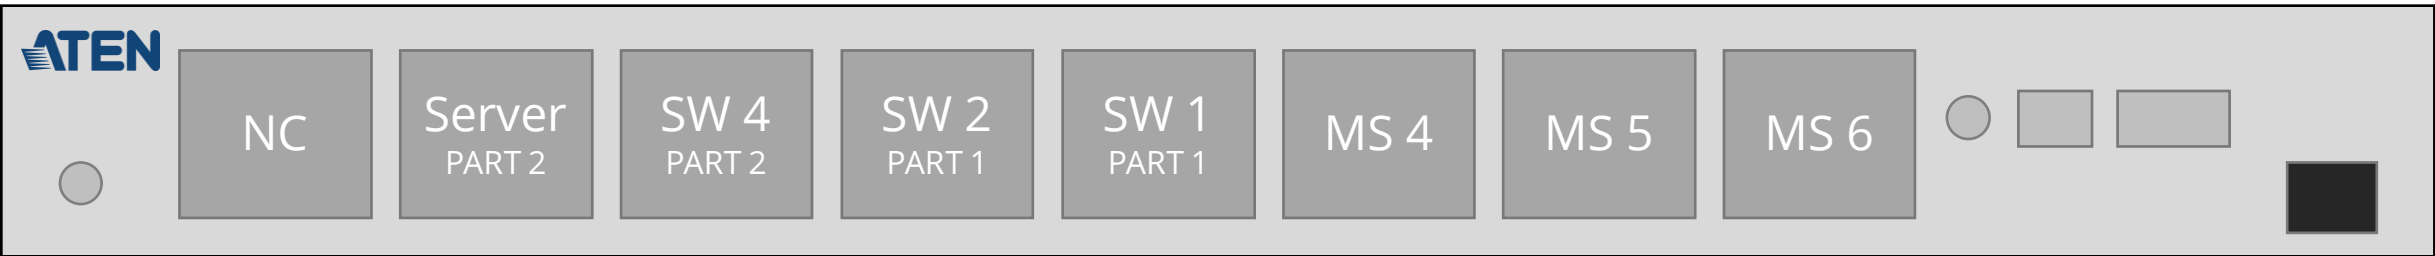 ATEN
NC
Server
PART 2
SW 4
PART 2
SW 2
PART 1
SW 1
PART 1
MS 4
MS 5
MS 6